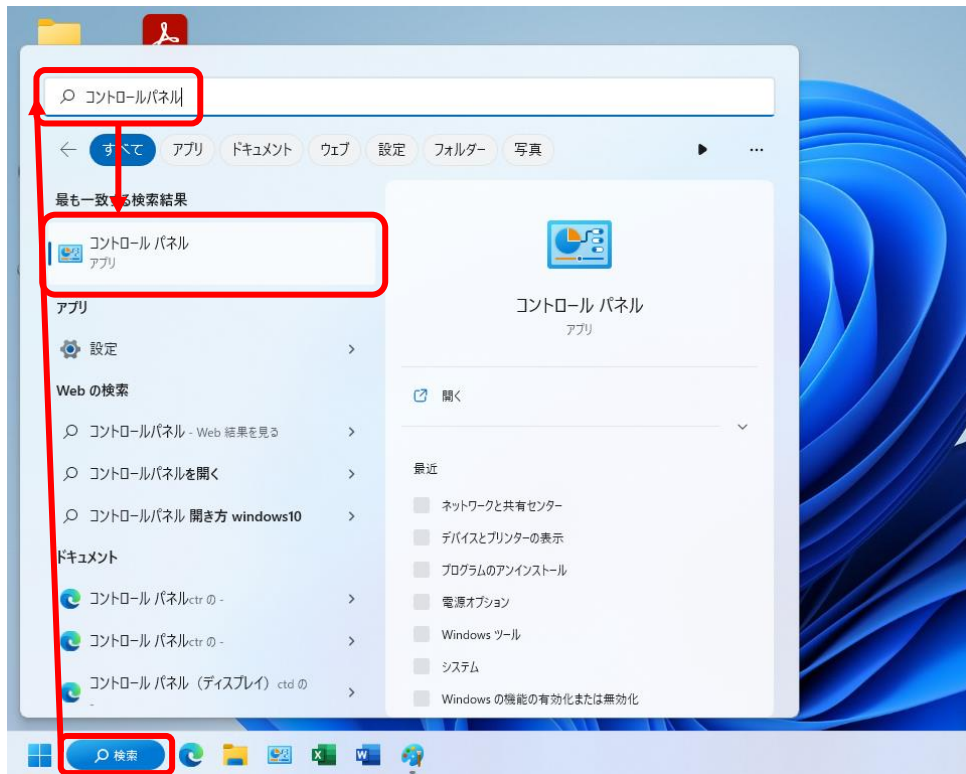 コントロールパネル
すべて アプリ ドキュメント ウェブ 設定 フォルダー 写真 ...
最も一致する検索結果
コントロール パネル
アプリ
アプリ
設定
Web の検索
コントロールパネル - Web 結果を見る
コントロールパネルを開く
コントロールパネル 開き方 windows10
ドキュメント
コントロール パネルctr の -
コントロール パネルctr の -
コントロール パネル（ディスプレイ）ctd の
-
コントロール パネル
アプリ
開く
最近
ネットワークと共有センター
デバイスとプリンターの表示
プログラムのアンインストール
電源オプション
Windows ツール
システム
Windows の機能の有効化または無効化
検索